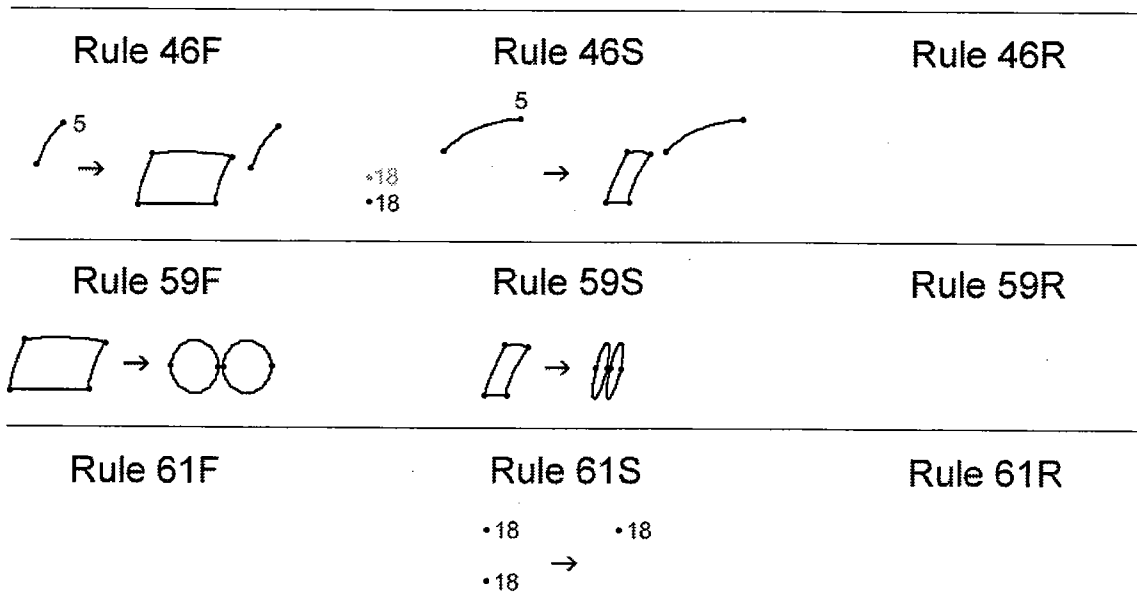 Rule 46F Rule 46S Rule 46R
5 5
→ →
•18
•18
Rule 59F Rule 59S Rule 59R
→ →
Rule 61F Rule 61S Rule 61R
•18 •18
→
•18